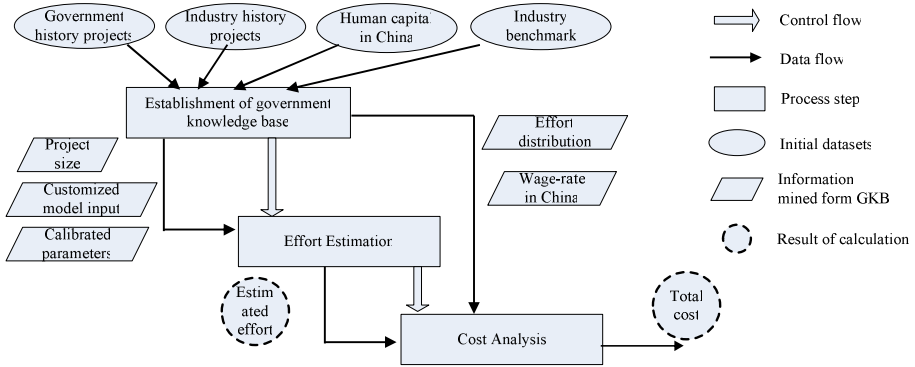 Government
history projects
Industry history
projects
Human capita
in China
Industry
benchmark
Establishment of government
knowledge base
Project
size
Customized
model input
Calibrated
parameters
Effort
distribution
Wage-rate
in China
Effort Estimation
Estim
ated
effort
Cost Analysis
Total
cost
Control flow
Data flow
Process step
Initial datasets
Information
mined form GKB
Result of calculation